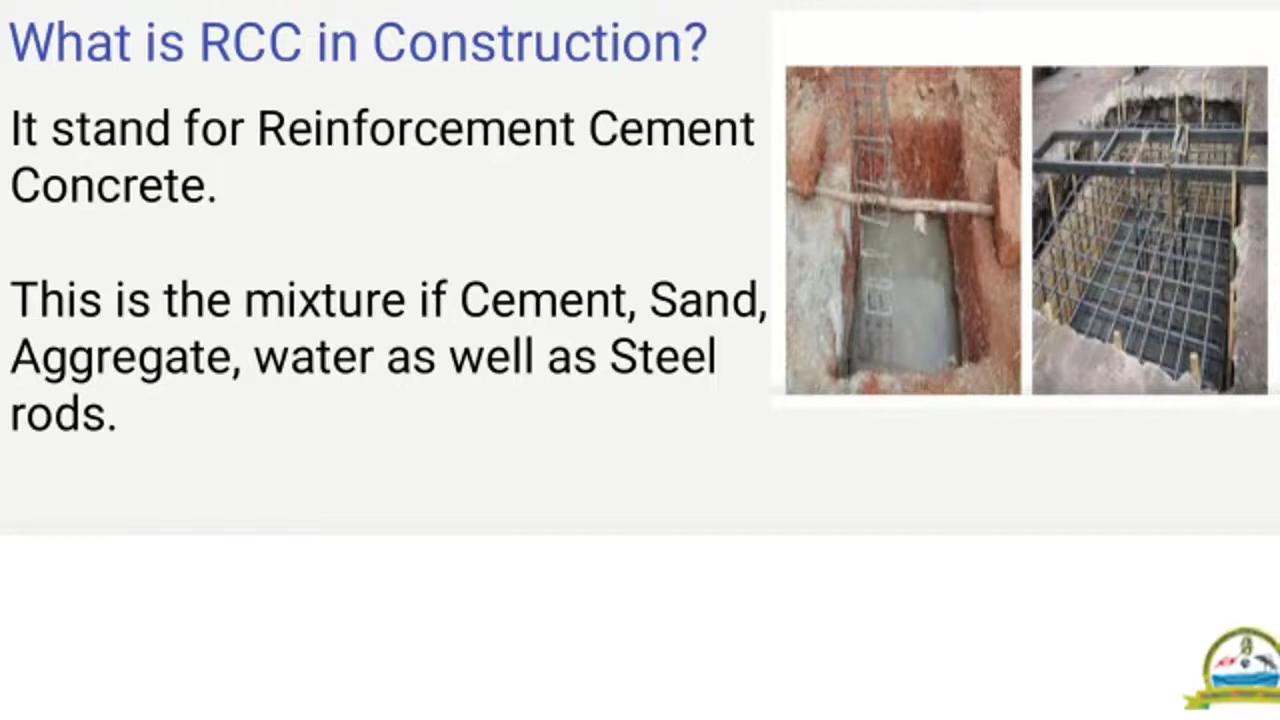 What is RCC in Construction?
It stand for Reinforcement Cement
Concrete.
This is the mixture if Cement, Sand,
Aggregate, water as well as Steel
rods.